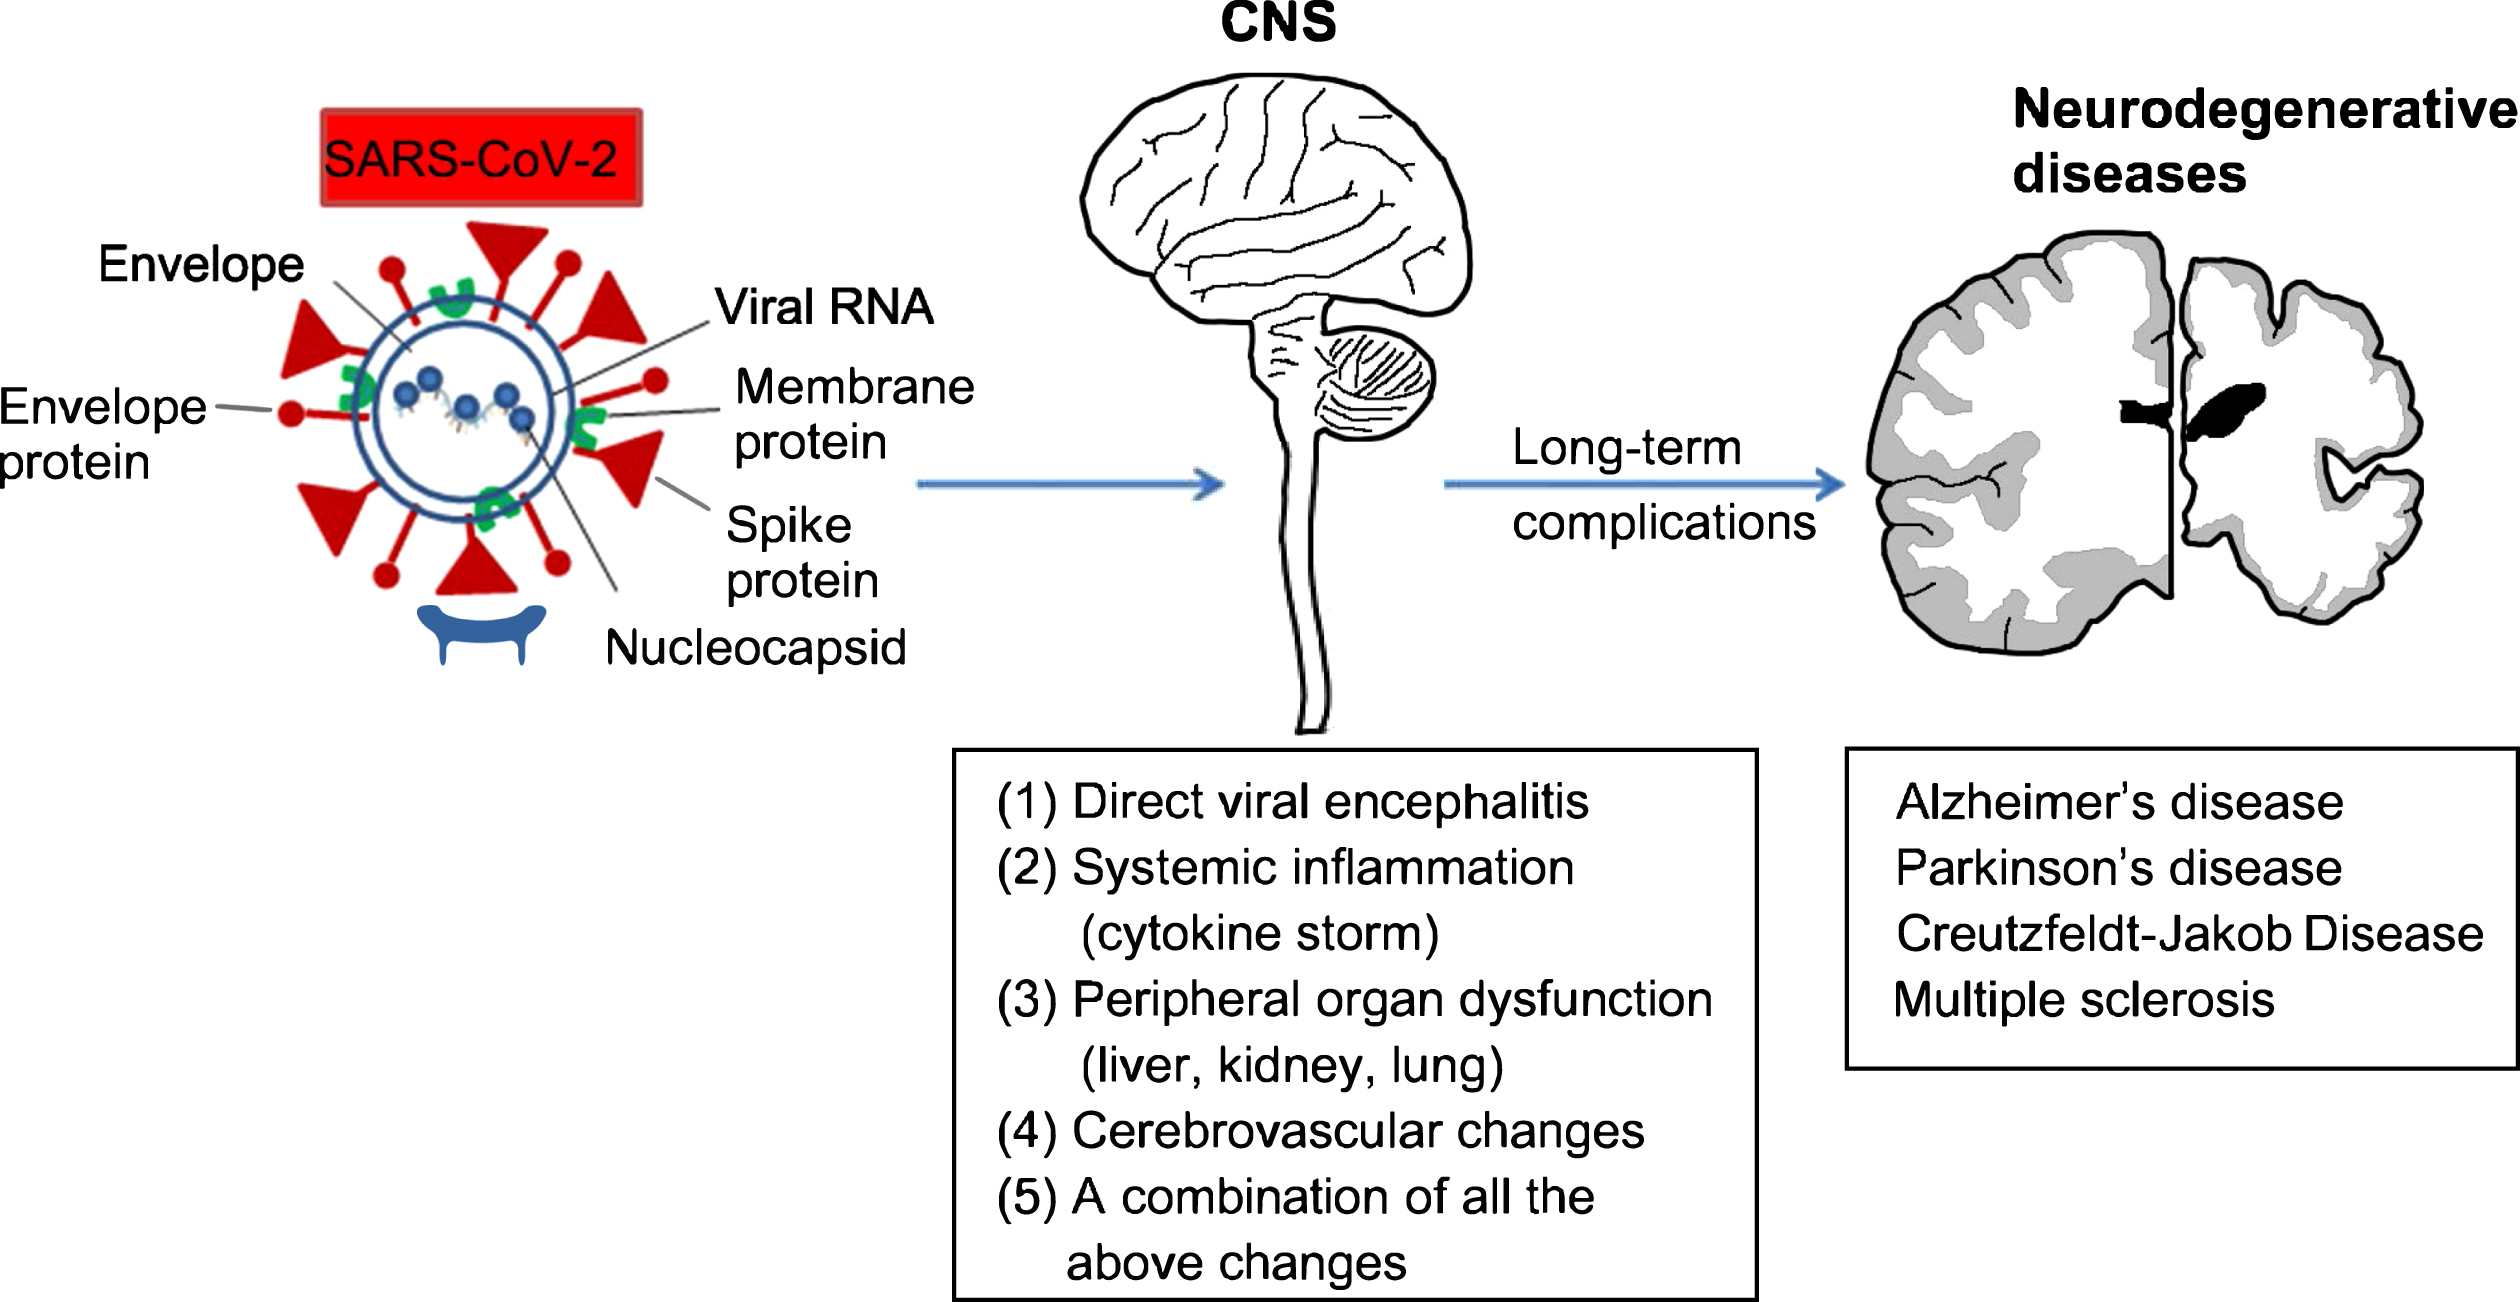 CNS
Neurodegenerative
diseases
SARS-CoV-2
Envelope
Viral RNA
Membrane
protein
Envelope
protein
Spike
protein
Nucleocapsid
Long-term
complications
(1) Direct viral encephalitis
(2) Systemic inflammation
(cytokine storm)
(3) Peripheral organ dysfunction
(liver, kidney, lung)
(4) Cerebrovascular changes
(5) A combination of all the
above changes
Alzheimer's disease
Parkinson's disease
Creutzfeldt-Jakob Disease
Multiple sclerosis